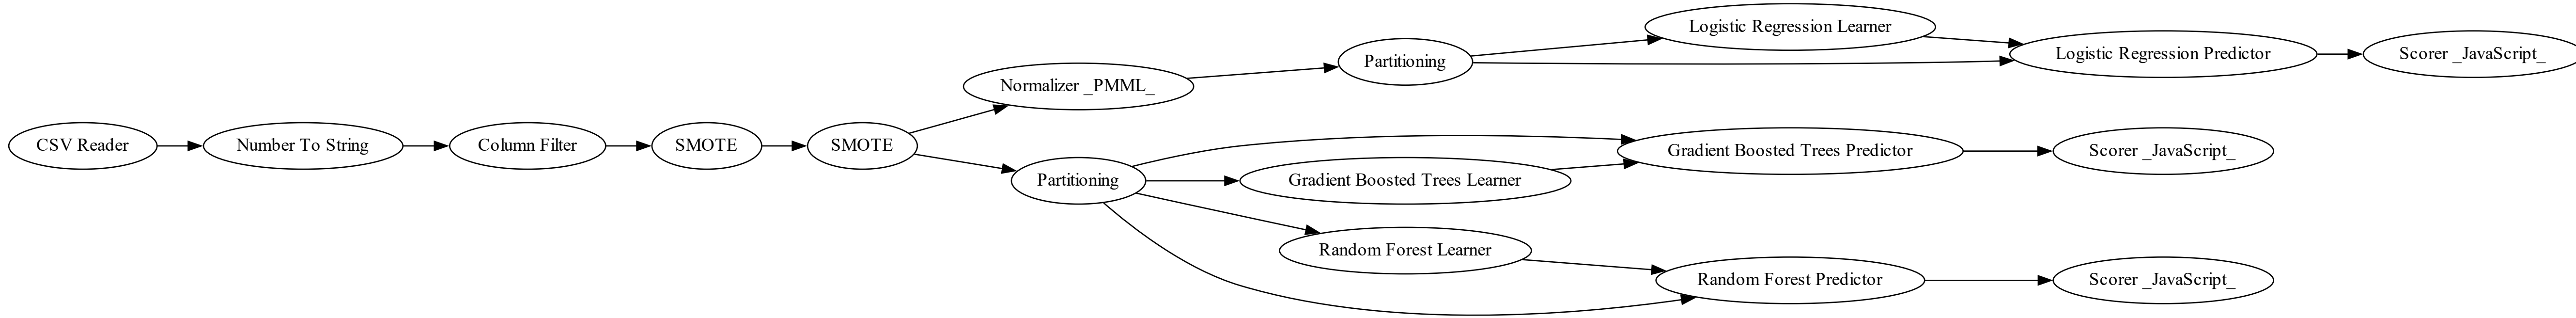 Logistic Regression Learner
Partitioning
Logistic Regression Predictor
Scorer _JavaScript_
Normalizer _PMML_
CSV Reader
Number To String
Column Filter
SMOTE
SMOTE
Gradient Boosted Trees Predictor
Scorer _JavaScript_
Partitioning
Gradient Boosted Trees Learner
Random Forest Learner
Random Forest Predictor
Scorer _JavaScript_